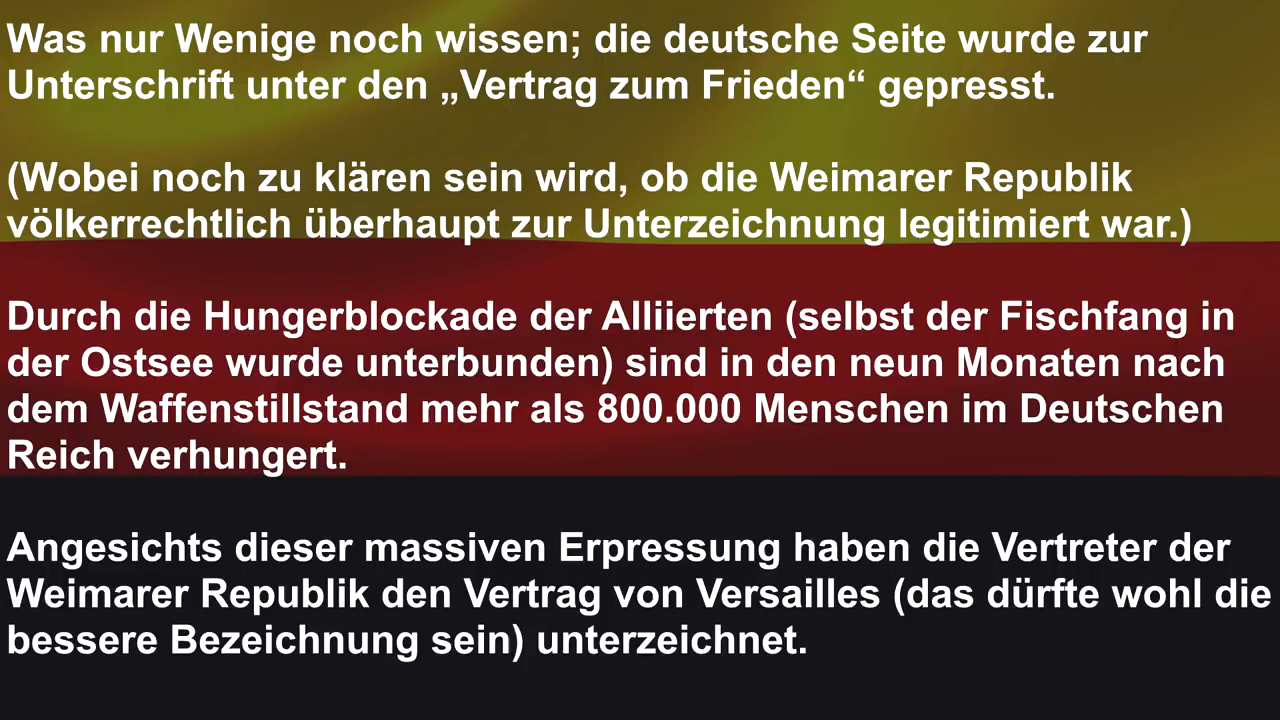 Was nur Wenige noch wissen; die deutsche Seite wurde zur
Unterschrift unter den „Vertrag zum Frieden“ gepresst.
(Wobei noch zu klären sein wird, ob die Weimarer Republik
völkerrechtlich überhaupt zur Unterzeichnung legitimiert war.)
Durch die Hungerblockade der Alliierten (selbst der Fischfang in
der Ostsee wurde unterbunden) sind in den neun Monaten nach
dem Waffenstillstand mehr als 800.000 Menschen im Deutschen
Reich verhungert.
Angesichts dieser massiven Erpressung haben die Vertreter der
Weimarer Republik den Vertrag von Versailles (das dürfte wohl die
bessere Bezeichnung sein) unterzeichnet.